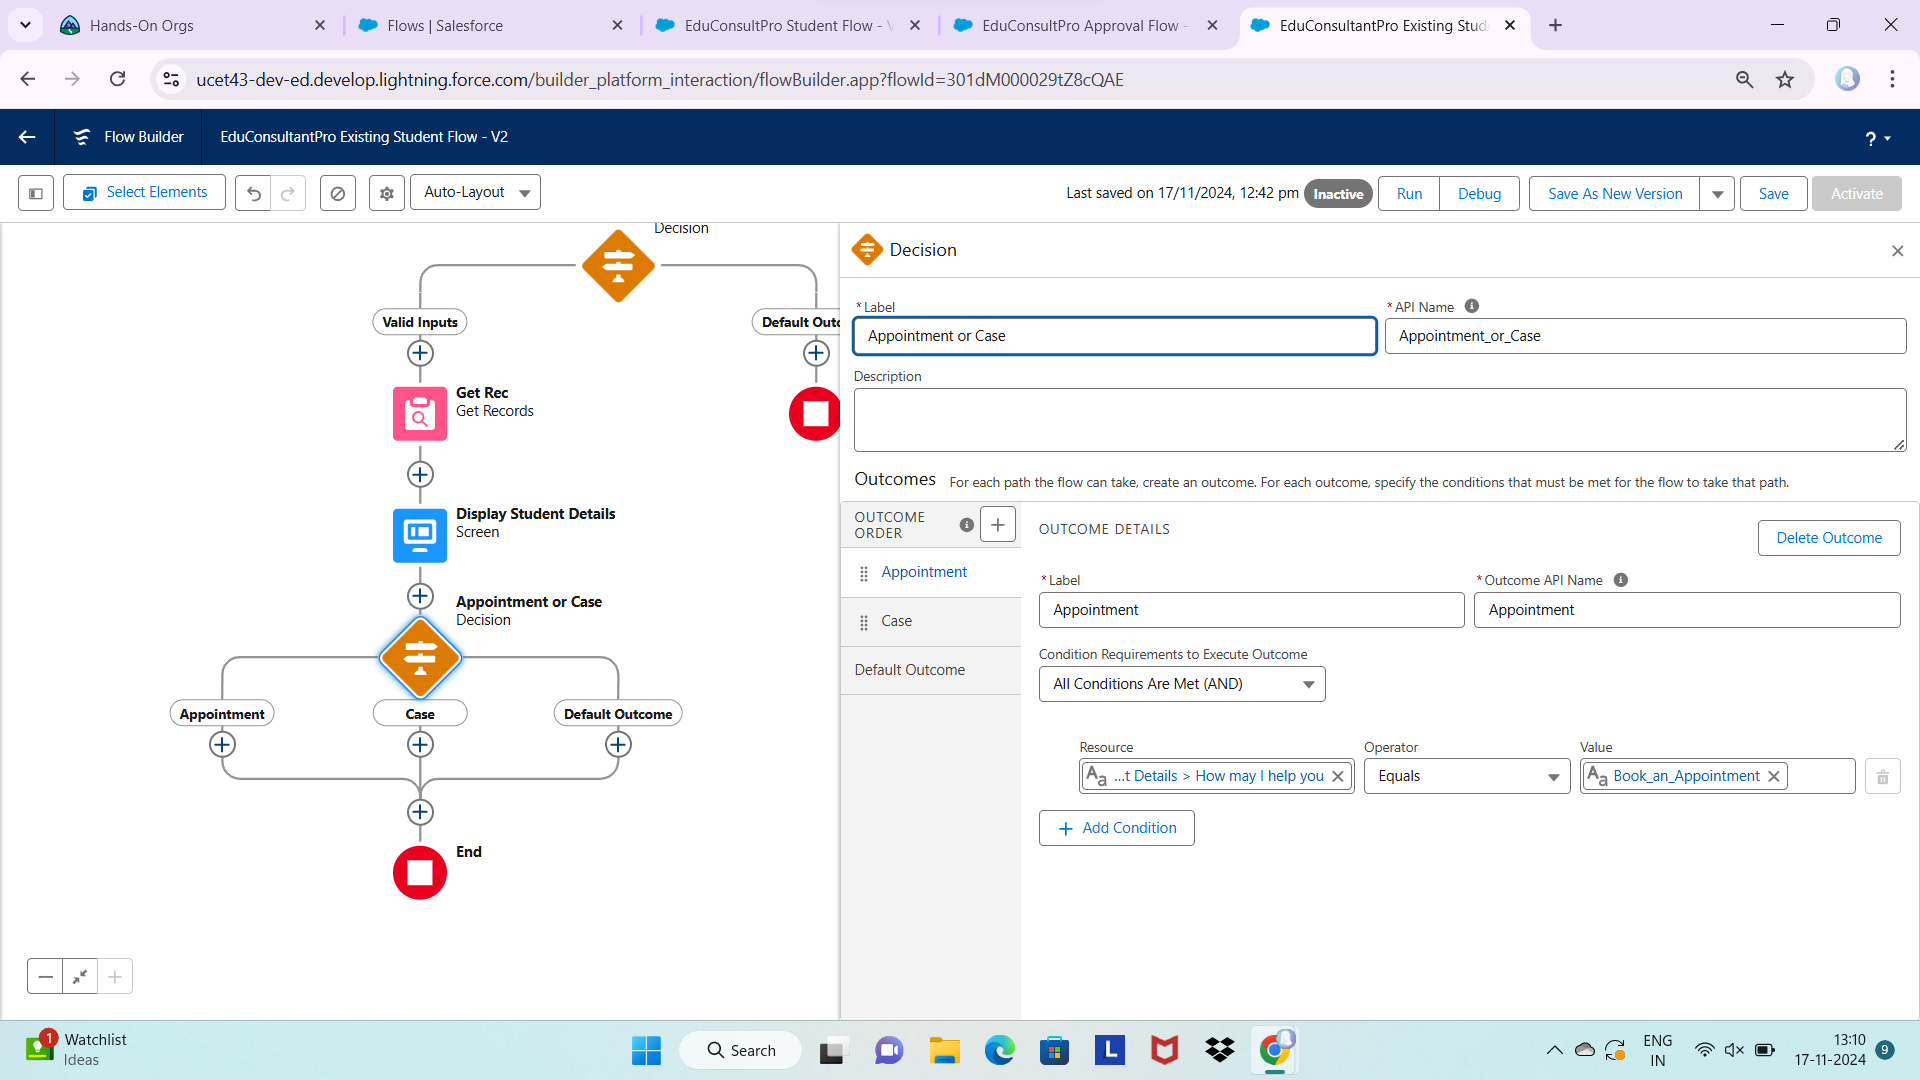 Hands-On Orgs
Flows | Salesforce
EduConsultPro Student Flow - V
EduConsultPro Approval Flow -
EduConsultantPro Existing Stud
ucet43-dev-ed.develop.lightning.force.com/builder_platform_interaction/flowBuilder.app?flowId=301dM000029tZ8cQAE
Flow Builder
EduConsultantPro Existing Student Flow - V2
?
Select Elements
Auto-Layout
Last saved on 17/11/2024, 12:42 pm
Inactive
Run
Debug
Save As New Version
Save
Activate
Decision
Valid Inputs
Default Outc
Get Rec
Get Records
Display Student Details
Screen
Appointment or Case
Decision
Appointment
Case
Default Outcome
End
Decision
* Label
Appointment or Case
* API Name
Appointment_or_Case
Description
Outcomes
For each path the flow can take, create an outcome. For each outcome, specify the conditions that must be met for the flow to take that path.
OUTCOME
ORDER
Appointment
Case
Default Outcome
OUTCOME DETAILS
Delete Outcome
* Label
Appointment
* Outcome API Name
Appointment
Condition Requirements to Execute Outcome
All Conditions Are Met (AND)
Resource
Operator
Value
Aa ...t Details > How may I help you
Equals
Aa Book_an_Appointment
Add Condition
1
Watchlist
Ideas
Search
L
ENG
IN
13:10
17-11-2024
9